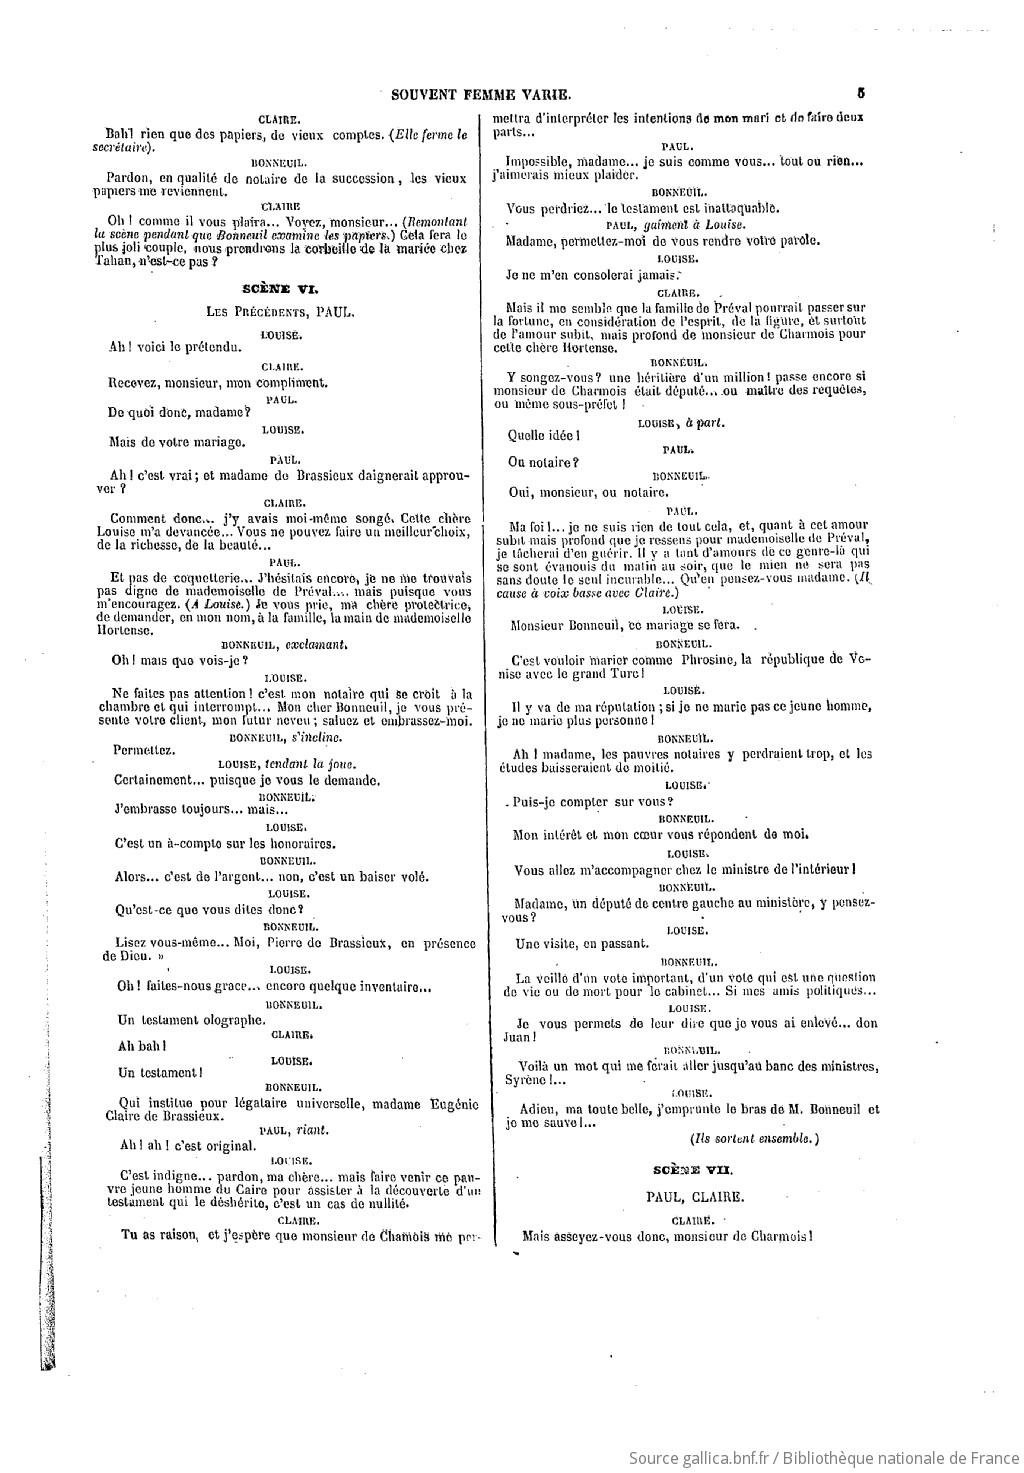 SOUVENT FEMME VARIE.
5
CLAIRE.
Bah! rien que des papiers, de vieux comptes. (Elle ferme le
secrétaire).
BONNEUIL.
Pardon, en qualité de notaire de la succession, les vieux
papiers me reviennent.
CLAIRE
Oh! comme il vous plaira... Voyez, monsieur... (Remontant
la scène pendant que Bonneuil examine les papiers.) Cela fera le
plus joli couple, nous prendrons la corbeille de la mariée chez
Tahan, n'est-ce pas?
SCÈNE VI.
LES PRÉCÉDENTS, PAUL.
LOUISE.
Ah! voici le prétendu.
CLAIRE.
Recevez, monsieur, mon compliment.
PAUL.
De quoi donc, madame?
LOUISE.
Mais de votre mariage.
PAUL.
Ah! c'est vrai; et madame de Brassieux daignerait approu-
ver?
CLAIRE.
Comment donc... j'y avais moi-même songé. Cette chère
Louise m'a devancée... Vous ne pouvez faire un meilleur choix,
de la richesse, de la beauté...
PAUL.
Et pas de coquetterie... J'hésitais encore, je ne me trouvais
pas digne de mademoiselle de Préval.... mais puisque vous
m'encouragez. (A Louise.) Je vous prie, ma chère protectrice,
de demander, en mon nom, à la famille, la main de mademoiselle
Hortense.
BONNEUIL, exclamant.
Oh! mais que vois-je?
LOUISE.
Ne faites pas attention! c'est mon notaire qui se croit à la
chambre et qui interrompt... Mon cher Bonneuil, je vous pré-
sente votre client, mon futur neveu; saluez et embrassez-moi.
BONNEUIL, s'incline.
Permettez.
LOUISE, tendant la joue.
Certainement... puisque je vous le demande.
BONNEUIL.
J'embrasse toujours... mais...
LOUISE.
C'est un à-compte sur les honoraires.
BONNEUIL.
Alors... c'est de l'argent... non, c'est un baiser volé.
LOUISE.
Qu'est-ce que vous dites donc?
BONNEUIL.
Lisez vous-même... Moi, Pierre de Brassieux, en présence
de Dieu. »
LOUISE.
Oh! faites-nous grace... encore quelque inventaire...
BONNEUIL.
Un testament olographe.
CLAIRE.
Ah bah!
LOUISE.
Un testament!
BONNEUIL.
Qui institue pour légataire universelle, madame Eugénie
Claire de Brassieux.
PAUL, riant.
Ah! ah! c'est original.
LOUISE.
C'est indigne... pardon, ma chère... mais faire venir ce pau-
vre jeune homme du Caire pour assister à la découverte d'un
testament qui le déshérite, c'est un cas de nullité.
CLAIRE.
Tu as raison, et j'espère que monsieur de Chamois me per-
mettra d'interpréter les intentions de mon mari et de faire deux
parts...
PAUL.
Impossible, madame... je suis comme vous... tout ou rien...
j'aimerais mieux plaider.
BONNEUIL.
Vous perdriez... le testament est inattaquable.
PAUL, gaiment à Louise.
Madame, permettez-moi de vous rendre votre parole.
LOUISE.
Je ne m'en consolerai jamais.
CLAIRE.
Mais il me semble que la famille de Préval pourrait passer sur
la fortune, en considération de l'esprit, de la figure, et surtout
de l'amour subit, mais profond de monsieur de Charmois pour
cette chère Hortense.
BONNEUIL.
Y songez-vous? une héritière d'un million! passe encore si
monsieur de Charmois était député... ou maître des requêtes,
ou même sous-préfet!
LOUISE, à part.
Quelle idée!
PAUL.
Ou notaire?
BONNEUIL.
Oui, monsieur, ou notaire.
PAUL.
Ma foi!... je ne suis rien de tout cela, et, quant à cet amour
subit mais profond que je ressens pour mademoiselle de Préval,
je tâcherai d'en guérir. Il y a tant d'amours de ce genre-là qui
se sont évanouis du matin au soir, que le mien ne sera pas
sans doute le seul incurable... Qu'en pensez-vous madame. (Il
cause à voix basse avec Claire.)
LOUISE.
Monsieur Bonneuil, ce mariage se fera.
BONNEUIL.
C'est vouloir marier comme Phrosine, la république de Ve-
nise avec le grand Turc!
LOUISE.
Il y va de ma réputation; si je ne marie pas ce jeune homme,
je ne marie plus personne!
BONNEUIL.
Ah! madame, les pauvres notaires y perdraient trop, et les
études baisseraient de moitié.
LOUISE.
Puis-je compter sur vous?
BONNEUIL.
Mon intérêt et mon cœur vous répondent de moi.
LOUISE.
Vous allez m'accompagner chez le ministre de l'intérieur!
BONNEUIL.
Madame, un député de centre gauche au ministère, y pensez-
vous?
LOUISE.
Une visite, en passant.
BONNEUIL.
La veille d'un vote important, d'un vote qui est une question
de vie ou de mort pour le cabinet... Si mes amis politiques...
LOUISE.
Je vous permets de leur dire que je vous ai enlevé... don
Juan!
BONNEUIL.
Voilà un mot qui me ferait aller jusqu'au banc des ministres,
Syrène!...
LOUISE.
Adieu, ma toute belle, j'emprunte le bras de M. Bonneuil et
je me sauve!...
(Ils sortent ensemble.)
SCÈNE VII.
PAUL, CLAIRE.
CLAIRE.
Mais asseyez-vous donc, monsieur de Charmois!
Source gallica.bnf.fr / Bibliothèque nationale de France